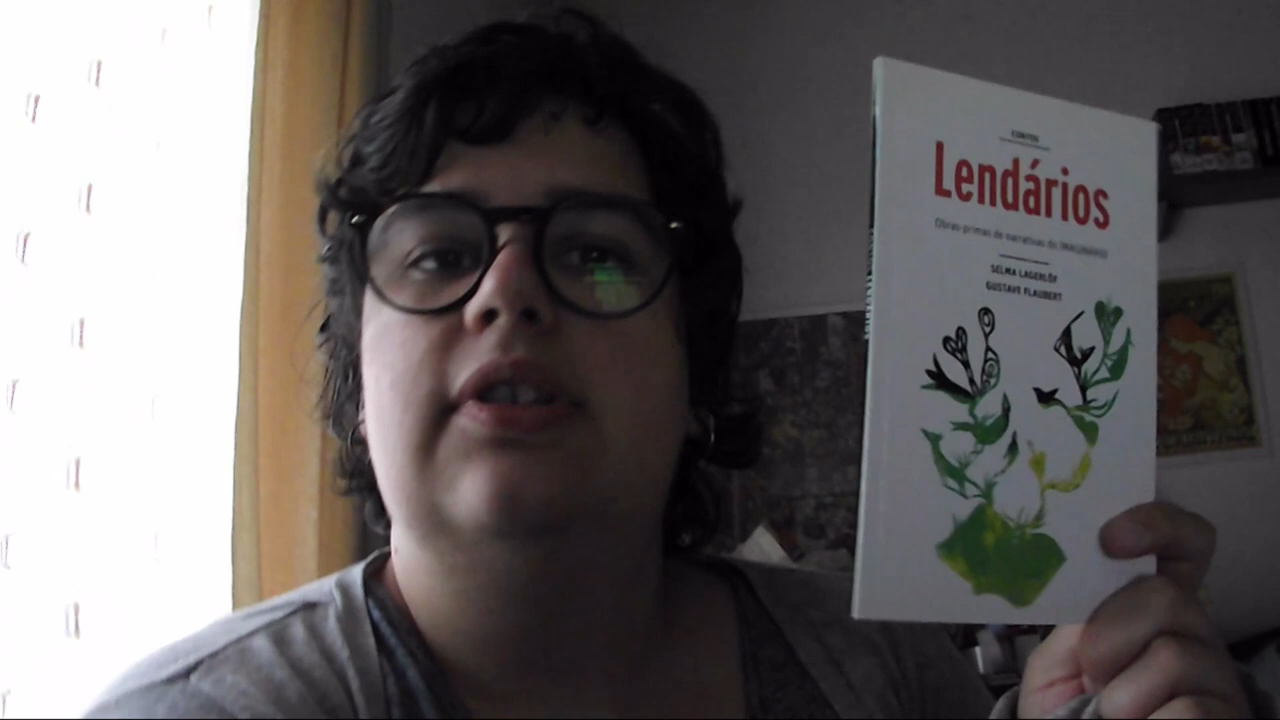 CONTOS
Lendários
Obras-primas de narrativas do IMAGINÁRIO
SELMA LAGERLÖF
GUSTAVE FLAUBERT